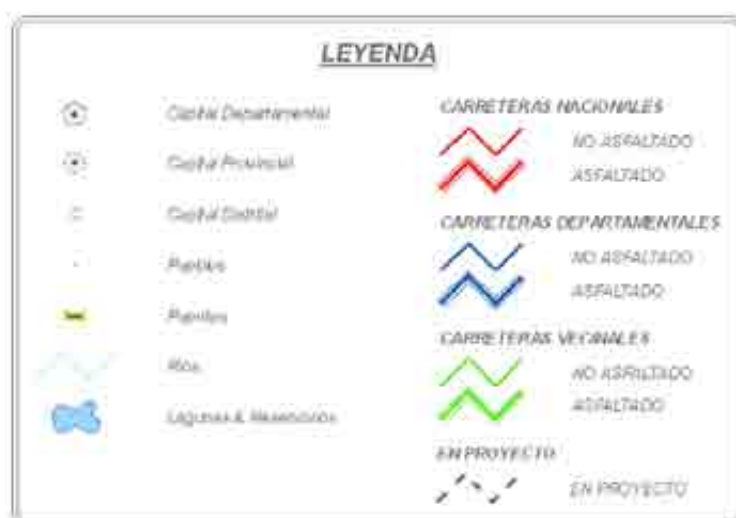 LEYENDA
Capital Departamental
Capital Provincial
Capital Distrital
Pueblos
Puentes
Ríos
Lagunas & Reservorios
CARRETERAS NACIONALES
NO ASFALTADO
ASFALTADO
CARRETERAS DEPARTAMENTALES
NO ASFALTADO
ASFALTADO
CARRETERAS VECINALES
NO ASFALTADO
ASFALTADO
EN PROYECTO
EN PROYECTO